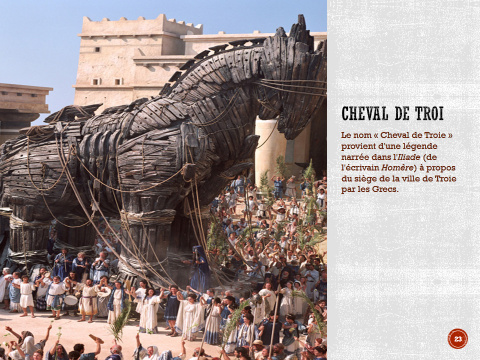 CHEVAL DE TROI
Le nom « Cheval de Troie »
provient d'une légende
narrée dans l'Iliade (de
l'écrivain Homère) à propos
du siège de la ville de Troie
par les Grecs.
23